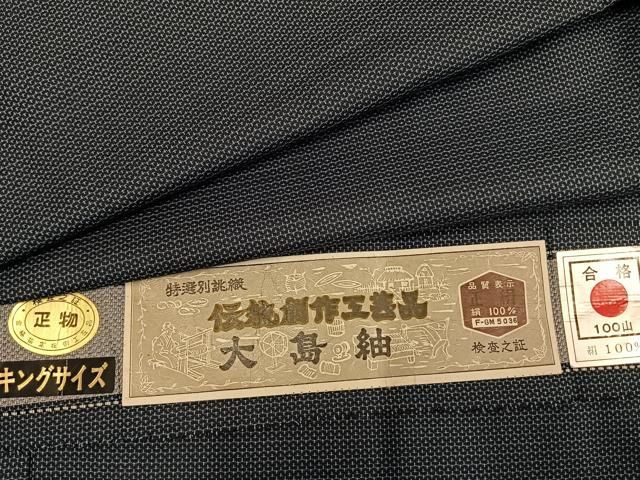 正物
キングサイズ
特選別誂織
伝統創作工芸品
大島紬
品質表示
正絹
絹100%
F-GM5036
検査之証
合格
100山
絹100%